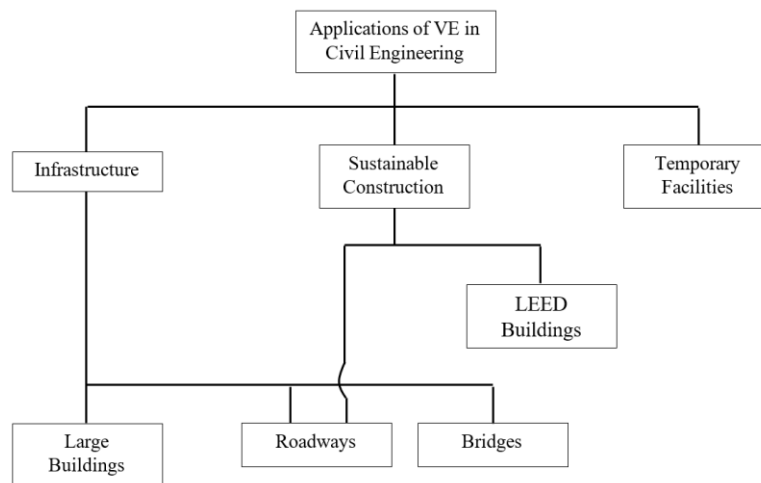 Applications of VE in
Civil Engineering
Infrastructure
Sustainable
Construction
Temporary
Facilities
LEED
Buildings
Large
Buildings
Roadways
Bridges